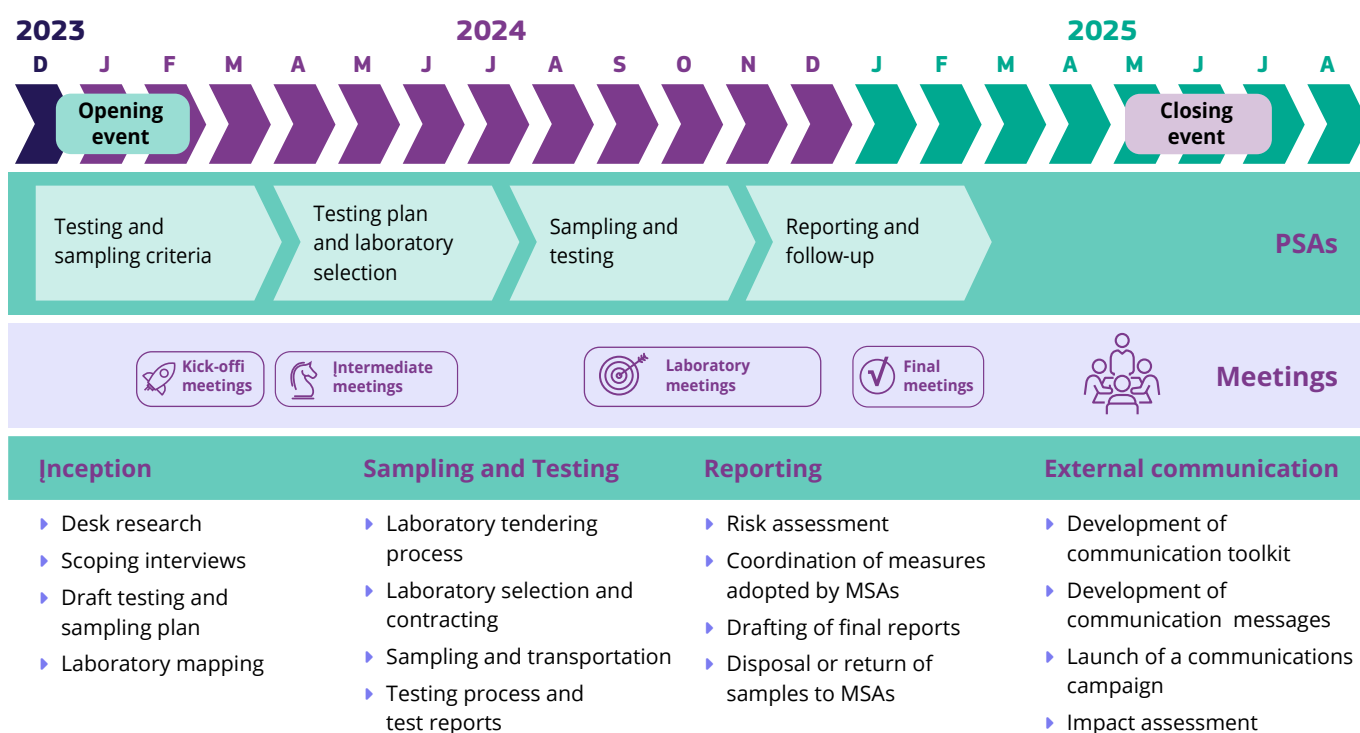 2023 2024 2025
D J F M A M J J A S O N D J F M A M J J A
Opening
event
Closing
event
Testing and
sampling criteria
Testing plan
and laboratory
selection
Sampling and
testing
Reporting and
follow-up
PSAs
Kick-offi
meetings
Įntermediate
meetings
Laboratory
meetings
Final
meetings
Meetings
Įnception
Desk research
Scoping interviews
Draft testing and
sampling plan
Laboratory mapping
Sampling and Testing
Laboratory tendering
process
Laboratory selection and
contracting
Sampling and transportation
Testing process and
test reports
Reporting
Risk assessment
Coordination of measures
adopted by MSAs
Drafting of final reports
Disposal or return of
samples to MSAs
External communication
Development of
communication toolkit
Development of
communication messages
Launch of a communications
campaign
Impact assessment